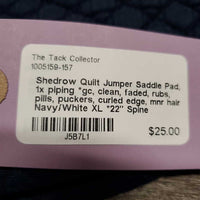 The Tack Collector
1005159-157
Shedrow Quilt Jumper Saddle Pad,
1x piping *gc, clean, faded, rubs,
pills, puckers, curled edge, mnr hair
Navy/White XL *22" Spine
J5B7L1
$25.00